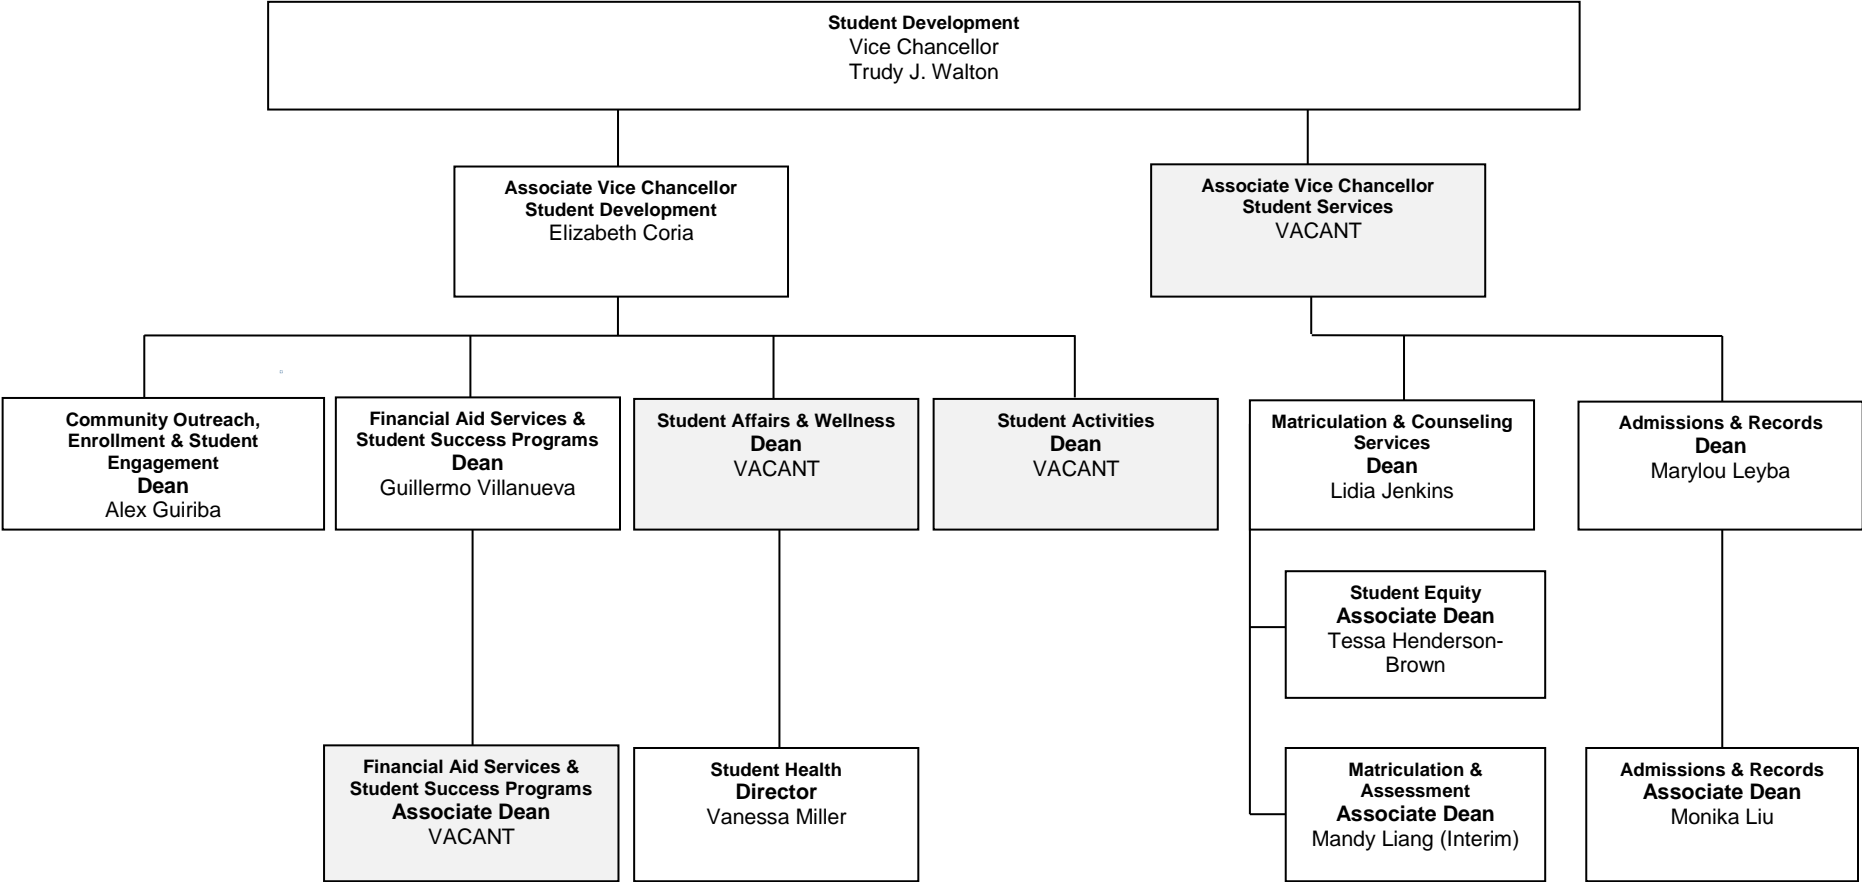 Student Development
Vice Chancellor
Trudy J. Walton
Associate Vice Chancellor
Student Development
Elizabeth Coria
Associate Vice Chancellor
Student Services
VACANT
Community Outreach,
Enrollment & Student
Engagement
Dean
Alex Guiriba
Financial Aid Services &
Student Success Programs
Dean
Guillermo Villanueva
Student Affairs & Wellness
Dean
VACANT
Student Activities
Dean
VACANT
Matriculation & Counseling
Services
Dean
Lidia Jenkins
Admissions & Records
Dean
Marylou Leyba
Student Equity
Associate Dean
Tessa Henderson-
Brown
Financial Aid Services &
Student Success Programs
Associate Dean
VACANT
Student Health
Director
Vanessa Miller
Matriculation &
Assessment
Associate Dean
Mandy Liang (Interim)
Admissions & Records
Associate Dean
Monika Liu